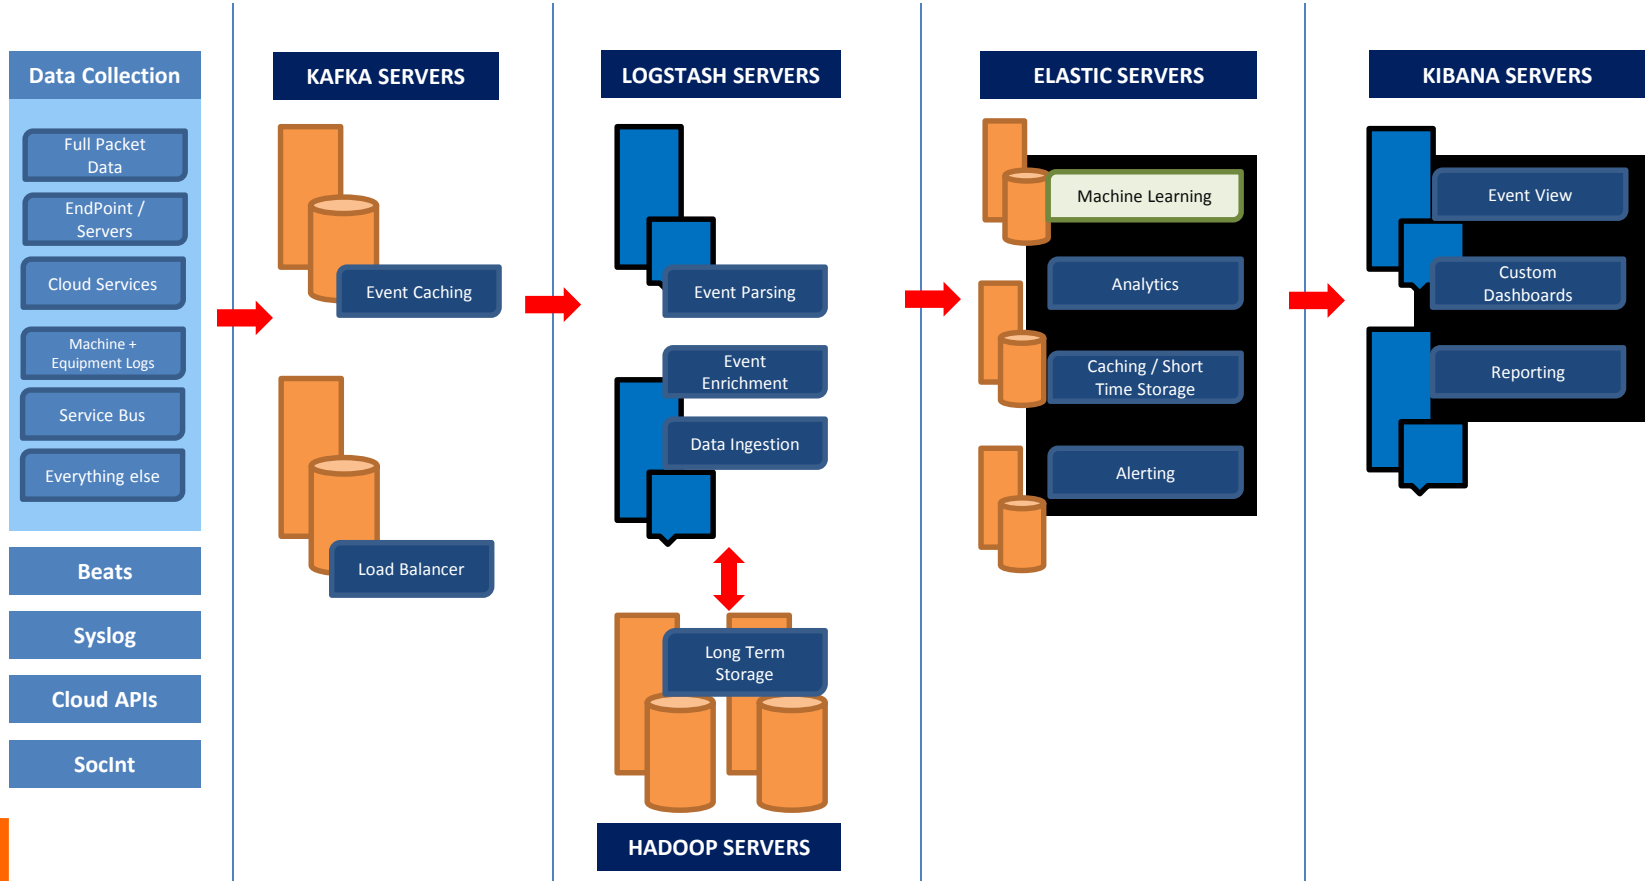 Data Collection
Full Packet
Data
EndPoint /
Servers
Cloud Services
Machine +
Equipment Logs
Service Bus
Everything else
Beats
Syslog
Cloud APIs
SocInt
KAFKA SERVERS
Event Caching
Load Balancer
LOGSTASH SERVERS
Event Parsing
Event
Enrichment
Data Ingestion
Long Term
Storage
HADOOP SERVERS
ELASTIC SERVERS
Machine Learning
Analytics
Caching / Short
Time Storage
Alerting
KIBANA SERVERS
Event View
Custom
Dashboards
Reporting